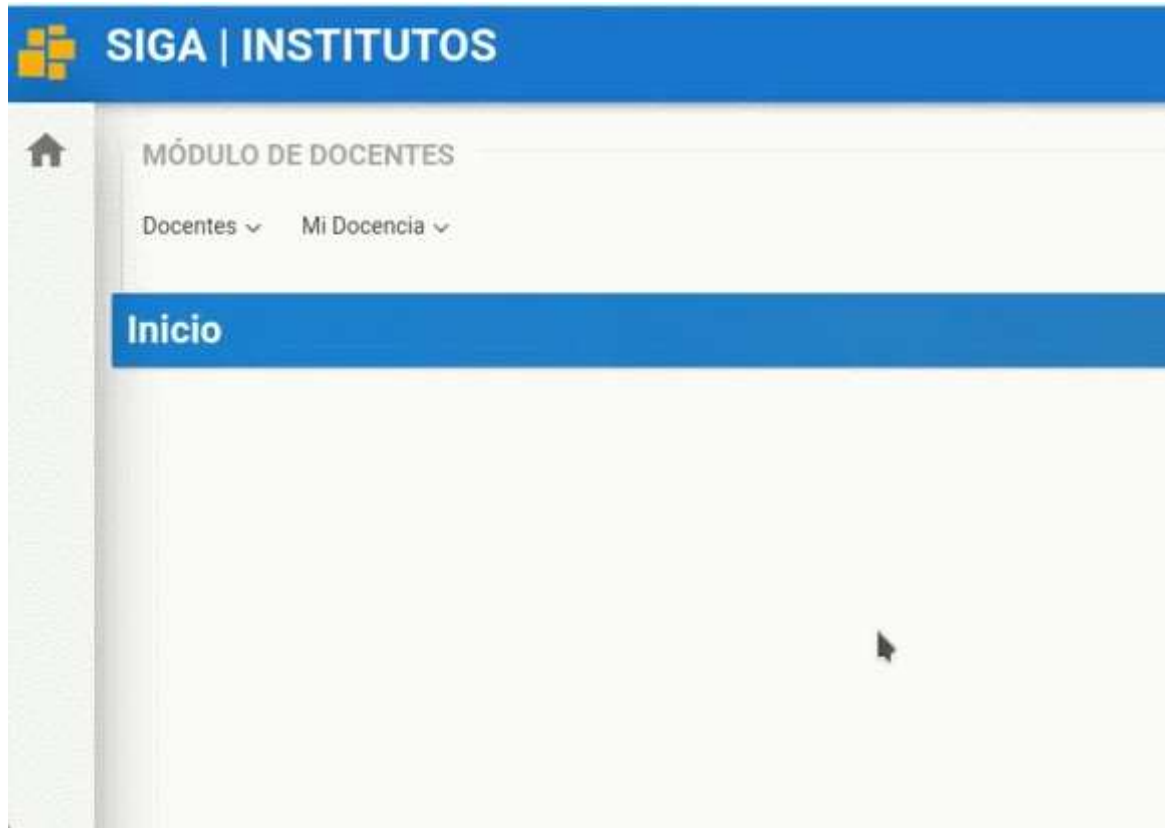 SIGA | INSTITUTOS
MÓDULO DE DOCENTES
Docentes Mi Docencia
Inicio